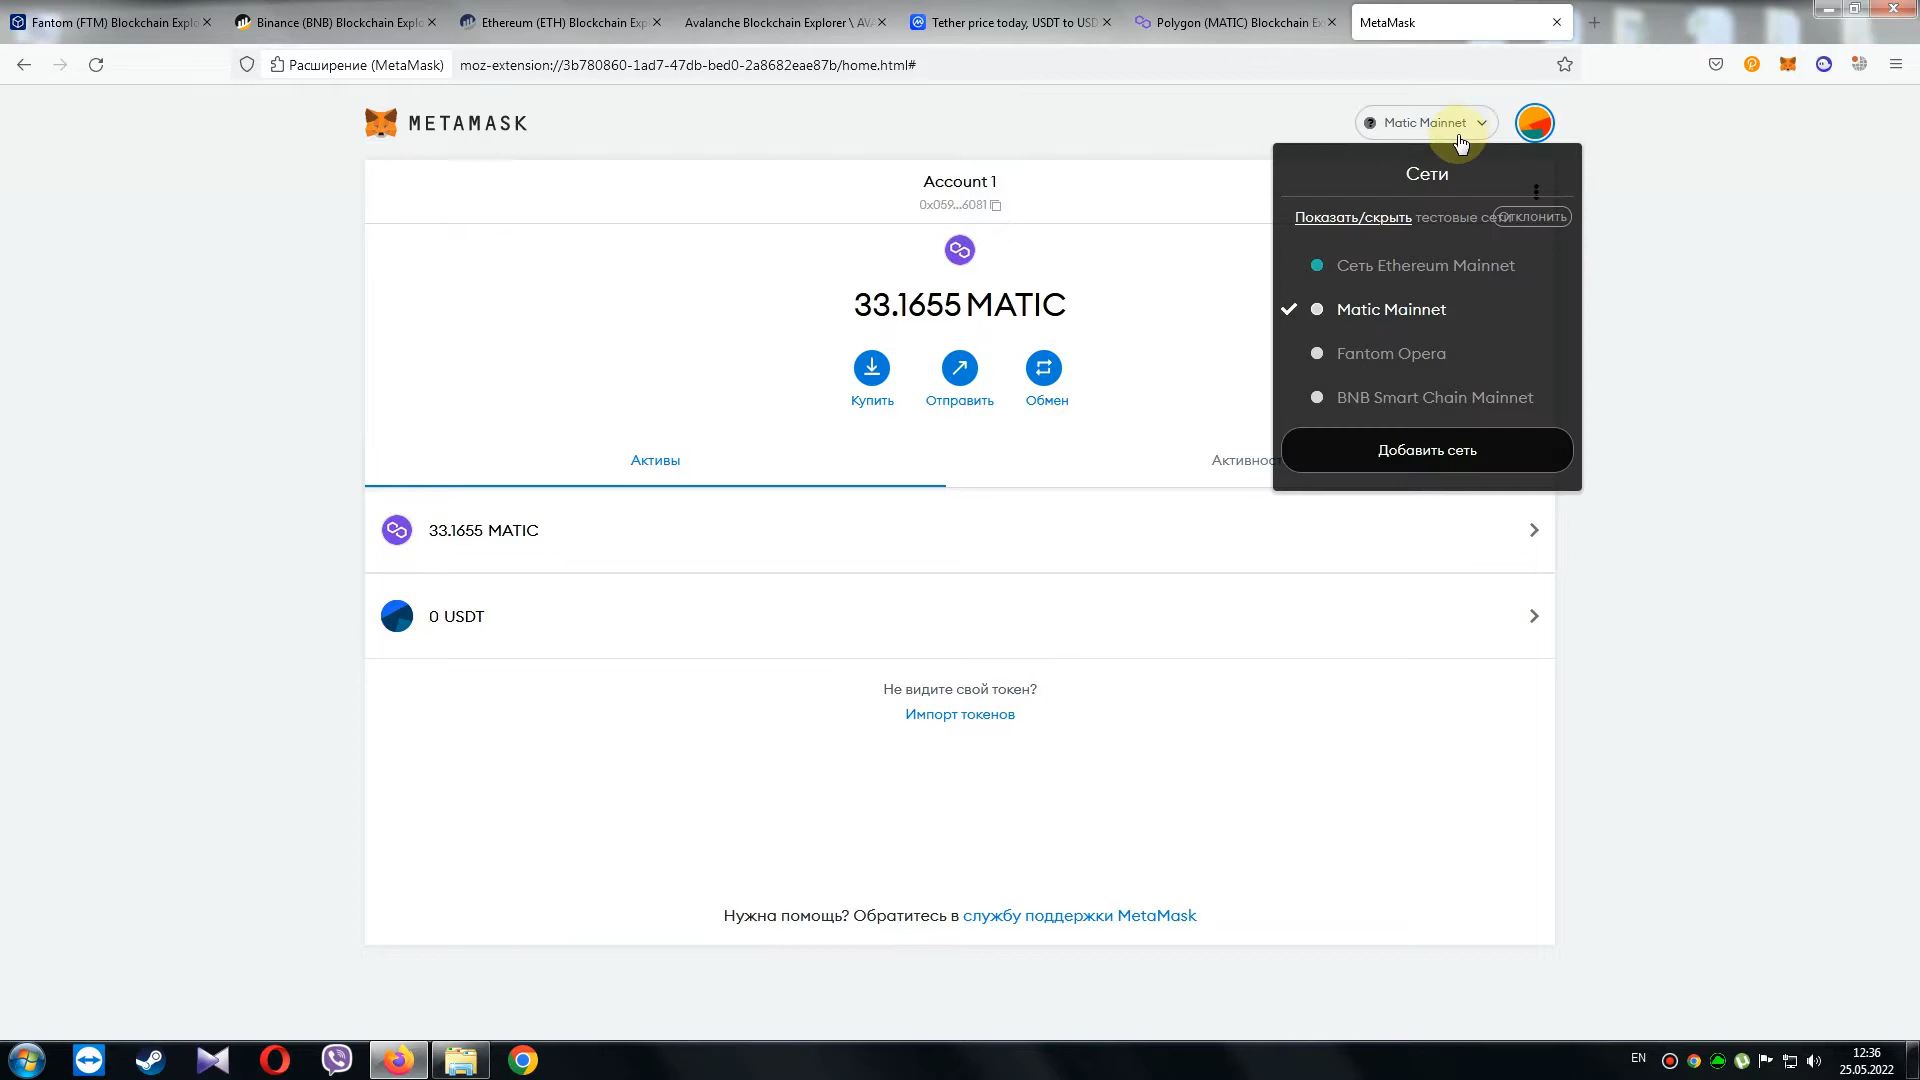 Fantom (FTM) Blockchain Explo
Binance (BNB) Blockchain Explo
Ethereum (ETH) Blockchain Exp
Avalanche Blockchain Explorer \ AVA
Tether price today, USDT to USD
Polygon (MATIC) Blockchain Ex
MetaMask
Расширение (MetaMask)
moz-extension://3b780860-1ad7-47db-bed0-2a8682eae87b/home.html#
METAMASK
Matic Mainnet
Account 1
0x059...6081
33.1655 MATIC
Купить
Отправить
Обмен
Сети
Показать/скрыть тестовые сети
Отклонить
Сеть Ethereum Mainnet
Matic Mainnet
Fantom Opera
BNB Smart Chain Mainnet
Добавить сеть
Активы
Активнос
33.1655 MATIC
0 USDT
Не видите свой токен?
Импорт токенов
Нужна помощь? Обратитесь в службу поддержки MetaMask
EN
12:36
25.05.2022